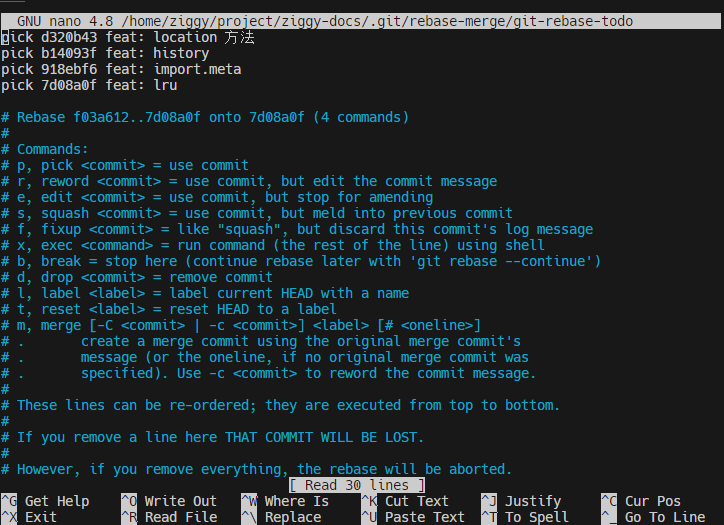 GNU nano 4.8 /home/ziggy/project/ziggy-docs/.git/rebase-merge/git-rebase-todo
pick d320b43 feat: location 方法
pick b14093f feat: history
pick 918ebf6 feat: import.meta
pick 7d08a0f feat: lru
# Rebase f03a612..7d08a0f onto 7d08a0f (4 commands)
#
# Commands:
# p, pick <commit> = use commit
# r, reword <commit> = use commit, but edit the commit message
# e, edit <commit> = use commit, but stop for amending
# s, squash <commit> = use commit, but meld into previous commit
# f, fixup <commit> = like "squash", but discard this commit's log message
# x, exec <command> = run command (the rest of the line) using shell
# b, break = stop here (continue rebase later with 'git rebase --continue')
# d, drop <commit> = remove commit
# l, label <label> = label current HEAD with a name
# t, reset <label> = reset HEAD to a label
# m, merge [-C <commit> | -c <commit>] <label> [# <oneline>]
# .       create a merge commit using the original merge commit's
# .       message (or the oneline, if no original merge commit was
# .       specified). Use -c <commit> to reword the commit message.
#
# These lines can be re-ordered; they are executed from top to bottom.
#
# If you remove a line here THAT COMMIT WILL BE LOST.
#
# However, if you remove everything, the rebase will be aborted.
[ Read 30 lines ]
^G Get Help ^O Write Out ^W Where Is ^K Cut Text ^J Justify ^C Cur Pos
^X Exit ^R Read File ^\ Replace ^U Paste Text ^T To Spell ^_ Go To Line